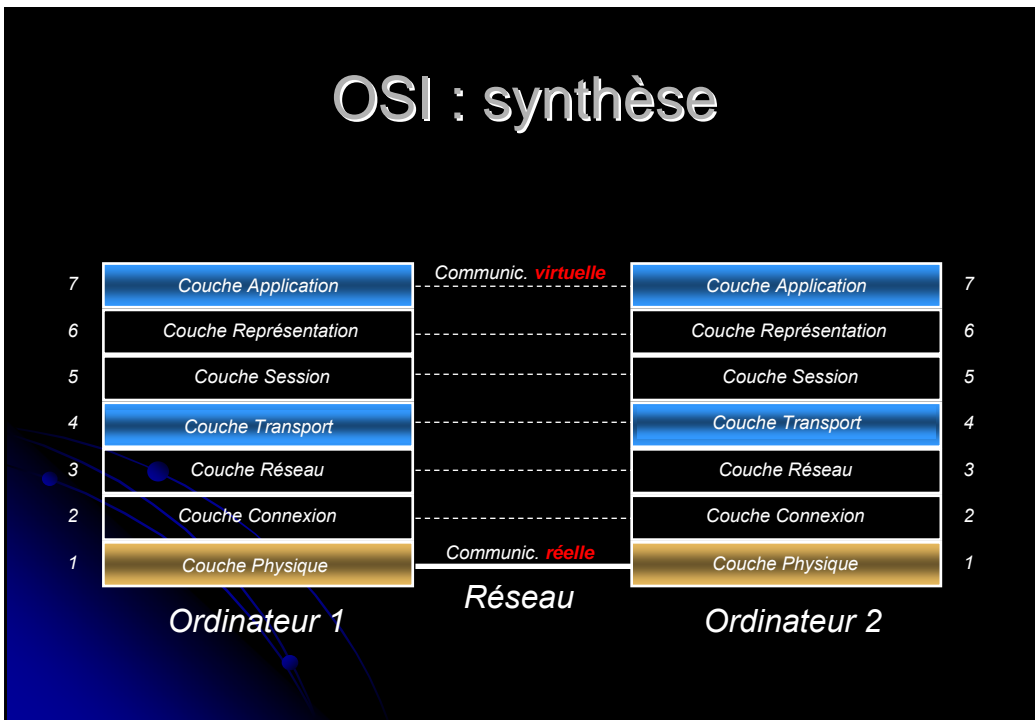 OSI : synthèse
Communic. virtuelle
7 Couche Application Couche Application 7
6 Couche Représentation Couche Représentation 6
5 Couche Session Couche Session 5
4 Couche Transport Couche Transport 4
3 Couche Réseau Couche Réseau 3
2 Couche Connexion Couche Connexion 2
Communic. réelle
1 Couche Physique Couche Physique 1
Réseau
Ordinateur 1 Ordinateur 2